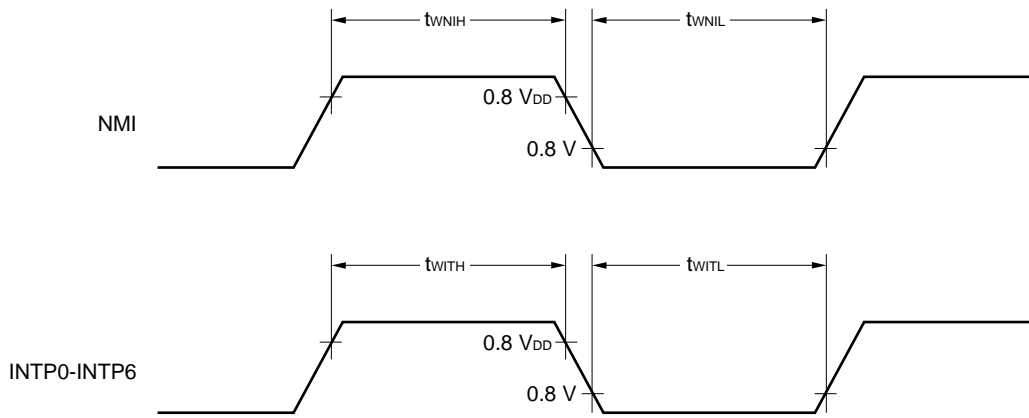 tWNIH tWNIL
0.8 VDD
NMI
0.8 V
tWITH tWITL
0.8 VDD
INTP0-INTP6
0.8 V